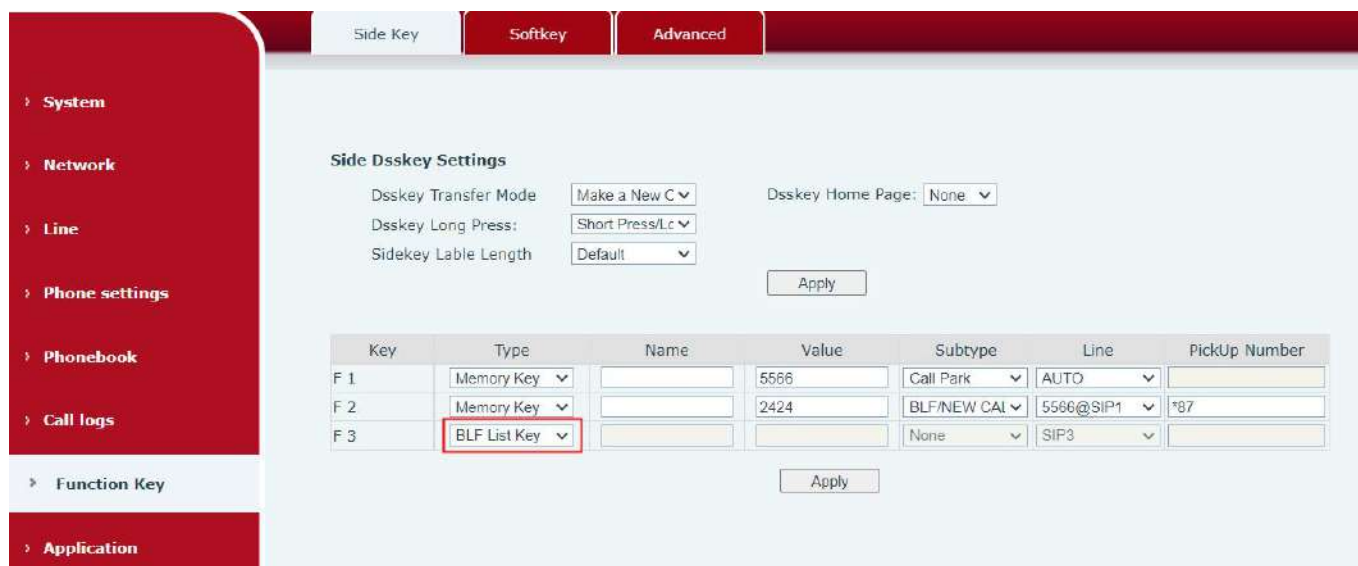 Side Key Softkey Advanced
System
Network
Line
Phone settings
Phonebook
Call logs
Function Key
Application
Side Dsskey Settings
Dsskey Transfer Mode Make a New C Dsskey Home Page: None
Dsskey Long Press: Short Press/Lc
Sidekey Lable Length Default
Apply
Key Type Name Value Subtype Line PickUp Number
F 1 Memory Key 5566 Call Park AUTO
F 2 Memory Key 2424 BLF/NEW CAL 5566@SIP1 *87
F 3 BLF List Key None SIP3
Apply